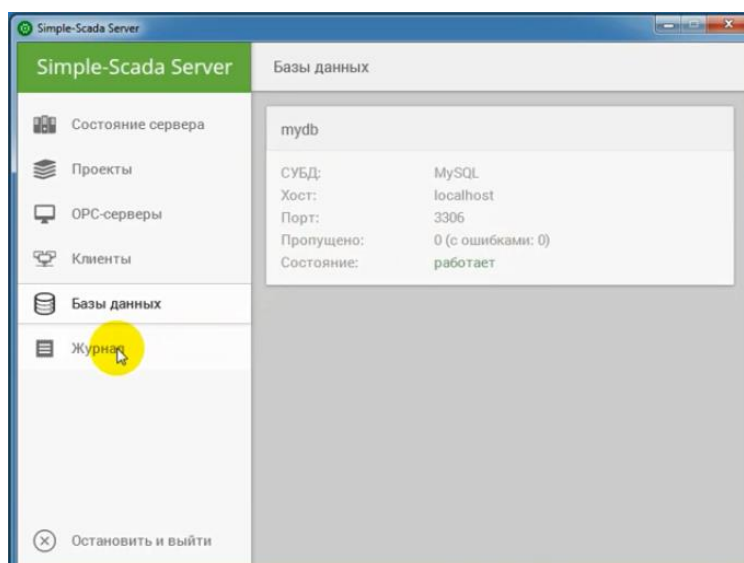 Simple-Scada Server
Simple-Scada Server
Базы данных
Состояние сервера
Проекты
OPC-серверы
Клиенты
Базы данных
Журнал
Остановить и выйти
mydb
СУБД: MySQL
Хост: localhost
Порт: 3306
Пропущено: 0 (с ошибками: 0)
Состояние: работает